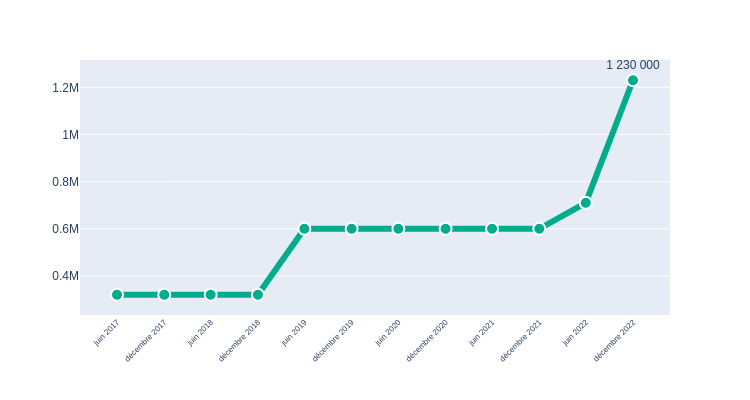 1 230 000
1.2M
1M
0.8M
0.6M
0.4M
juin 2017
décembre 2017
juin 2018
décembre 2018
juin 2019
décembre 2019
juin 2020
décembre 2020
juin 2021
décembre 2021
juin 2022
décembre 2022